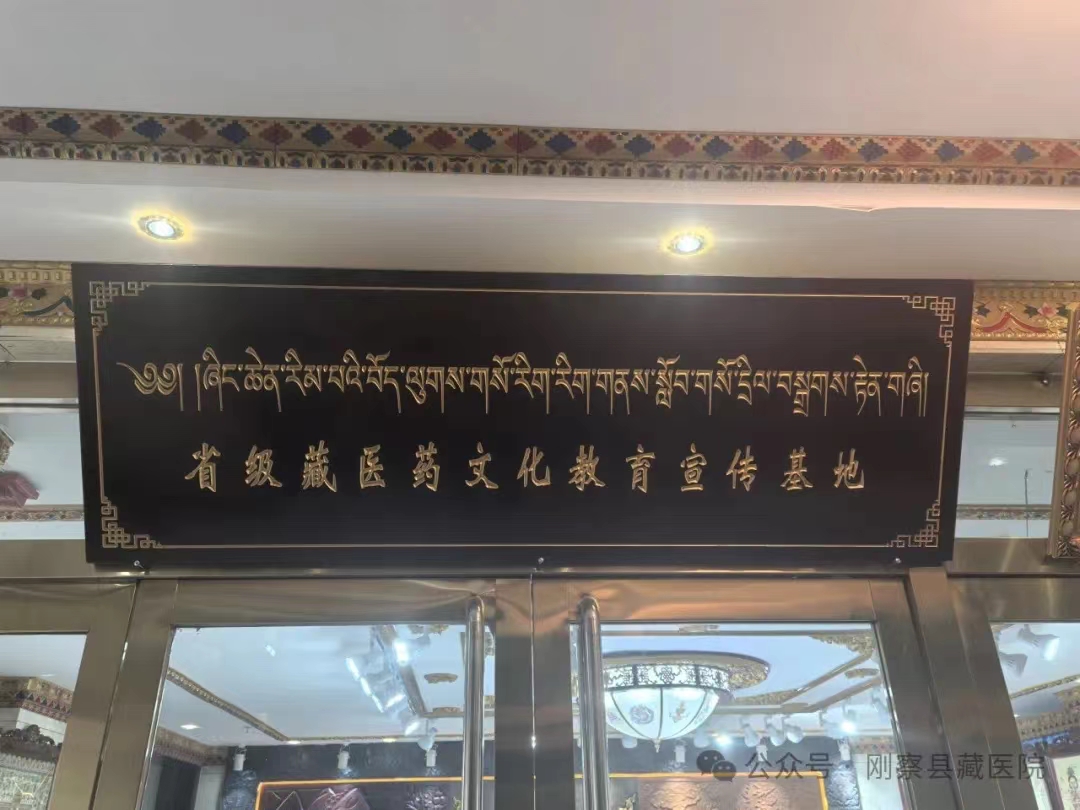 ༄༅། །ཞིང་ཆེན་རིམ་པའི་བོད་ལུགས་གསོ་རིག་རིག་གནས་སློབ་གསོ་དྲིལ་བསྒྲགས་རྟེན་གཞི།
省级藏医药文化教育宣传基地
公众号 刚察县藏医院